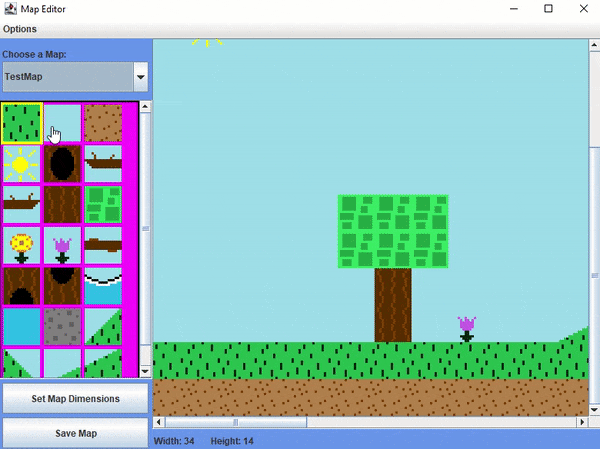 Map Editor
Options
Choose a Map:
TestMap
Set Map Dimensions
Save Map
Width: 34 Height: 14